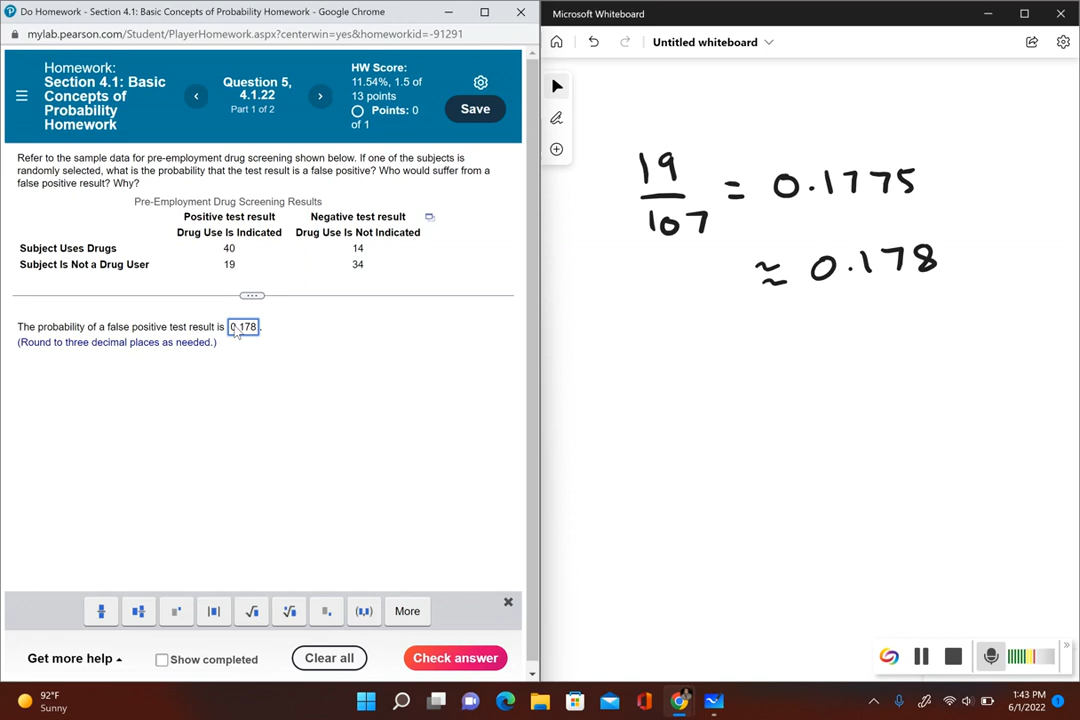 Do Homework - Section 4.1: Basic Concepts of Probability Homework - Google Chrome
mylab.pearson.com/Student/PlayerHomework.aspx?centerwin=yes&homeworkid=-91291
Homework:
Section 4.1: Basic
Concepts of
Probability
Homework
Question 5,
4.1.22
Part 1 of 2
HW Score:
11.54%, 1.5 of
13 points
Points: 0
of 1
Save
Refer to the sample data for pre-employment drug screening shown below. If one of the subjects is
randomly selected, what is the probability that the test result is a false positive? Who would suffer from a
false positive result? Why?
Pre-Employment Drug Screening Results
Positive test result Negative test result
Drug Use Is Indicated Drug Use Is Not Indicated
Subject Uses Drugs 40 14
Subject Is Not a Drug User 19 34
The probability of a false positive test result is 0.178.
(Round to three decimal places as needed.)
More
Get more help
Show completed
Clear all
Check answer
Microsoft Whiteboard
Untitled whiteboard
19
107
= 0.1775
≈ 0.178
92°F
Sunny
1:43 PM
6/1/2022